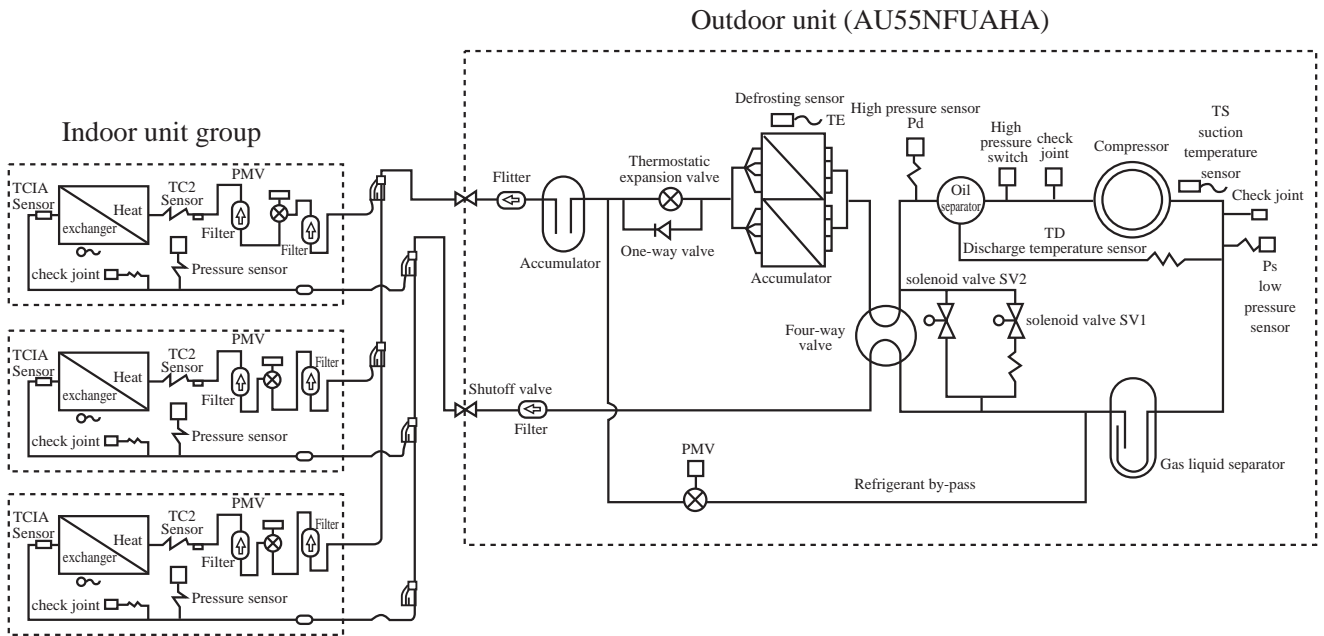 Outdoor unit (AU55NFUAHA)
Indoor unit group
TCIA
Sensor
Heat
exchanger
TC2
Sensor
PMV
Filter
Filter
check joint
Pressure sensor
TCIA
Sensor
Heat
exchanger
TC2
Sensor
PMV
Filter
Filter
check joint
Pressure sensor
TCIA
Sensor
Heat
exchanger
TC2
Sensor
PMV
Filter
Filter
check joint
Pressure sensor
Flitter
Accumulator
Thermostatic
expansion valve
One-way valve
Defrosting sensor
TE
Accumulator
High pressure sensor
Pd
Oil
separator
High
pressure
switch
check
joint
Compressor
TS
suction
temperature
sensor
Check joint
TD
Discharge temperature sensor
Ps
low
pressure
sensor
solenoid valve SV2
solenoid valve SV1
Four-way
valve
Shutoff valve
Filter
PMV
Refrigerant by-pass
Gas liquid separator